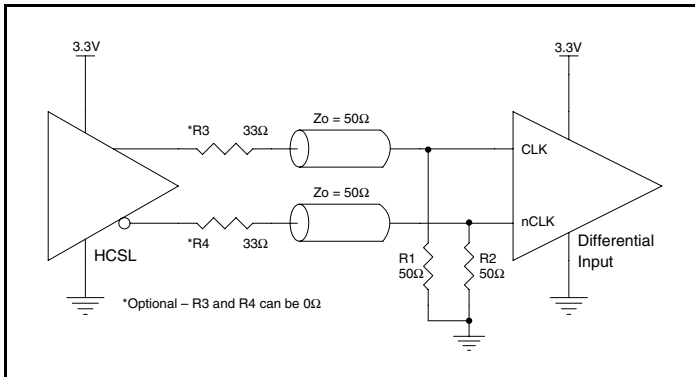 3.3V
3.3V
Zo = 50Ω
*R3 33Ω
CLK
Zo = 50Ω
nCLK
*R4 33Ω
HCSL
R1
50Ω
R2
50Ω
Differential
Input
*Optional – R3 and R4 can be 0Ω